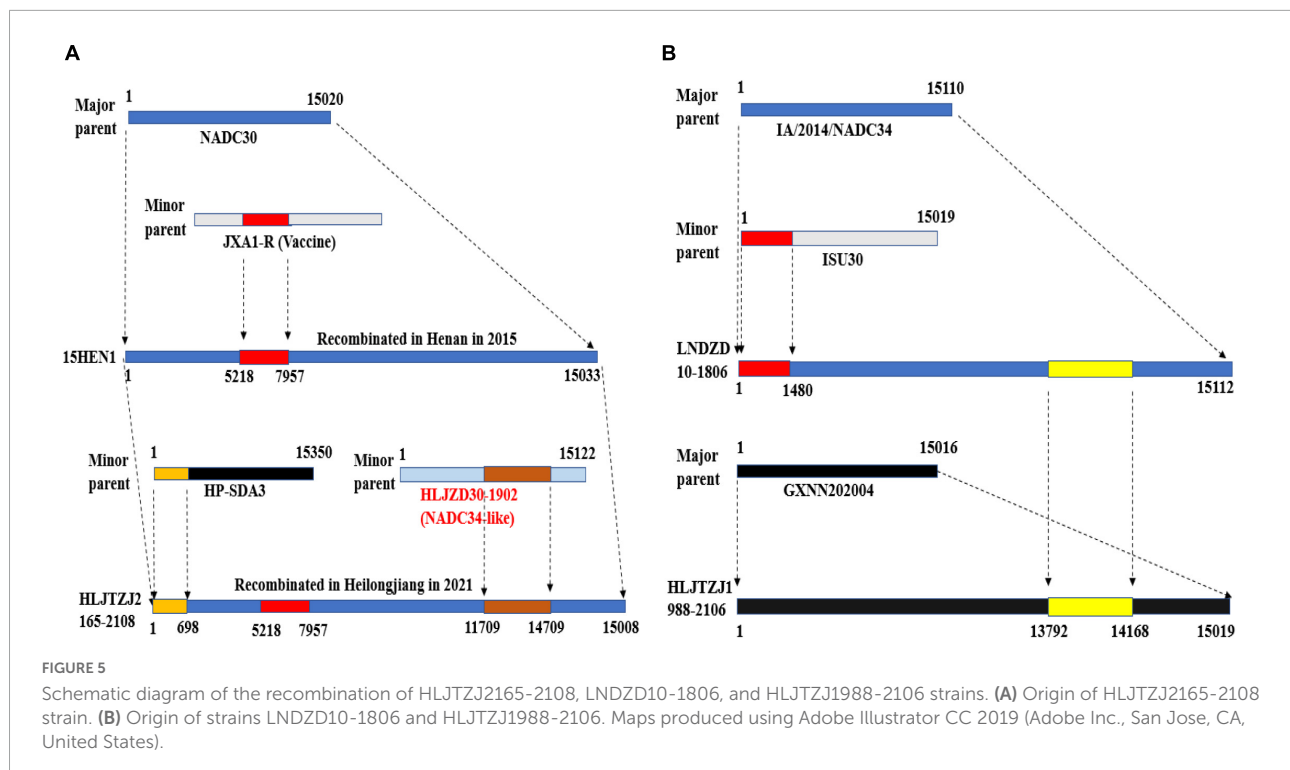 A
1
15020
Major
parent
NADC30
Minor
parent
JXA1-R (Vaccine)
Recombinated in Henan in 2015
15HEN1
1
5218
7957
15033
1
15350
Minor
parent
HP-SDA3
1
15122
Minor
parent
HLJZD30-1902
(NADC34-like)
Recombinated in Heilongjiang in 2021
HLJTZJ2
165-2108
1
698
5218
7957
11709
14709
15008
B
1
15110
Major
parent
IA/2014/NADC34
Minor
parent
1
15019
ISU30
LNDZD
10-1806
1
1480
15112
1
15016
Major
parent
GXNN202004
HLJTZJ1
988-2106
1
13792
14168
15019
FIGURE 5
Schematic diagram of the recombination of HLJTZJ2165-2108, LNDZD10-1806, and HLJTZJ1988-2106 strains. (A) Origin of HLJTZJ2165-2108
strain. (B) Origin of strains LNDZD10-1806 and HLJTZJ1988-2106. Maps produced using Adobe Illustrator CC 2019 (Adobe Inc., San Jose, CA,
United States).